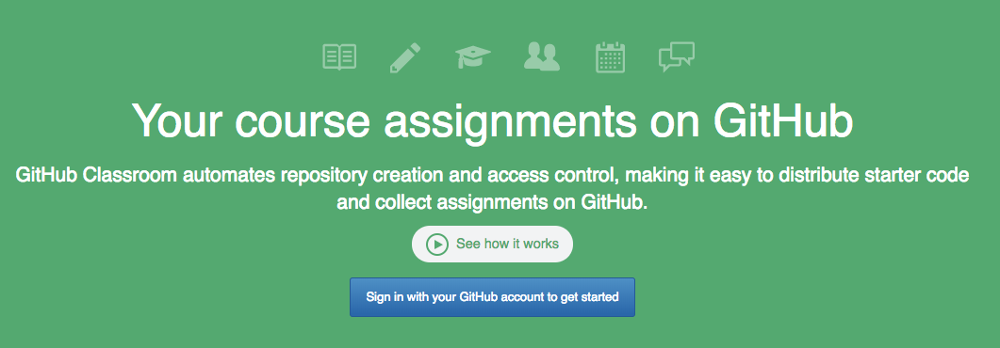 Your course assignments on GitHub
GitHub Classroom automates repository creation and access control, making it easy to distribute starter code
and collect assignments on GitHub.
See how it works
Sign in with your GitHub account to get started